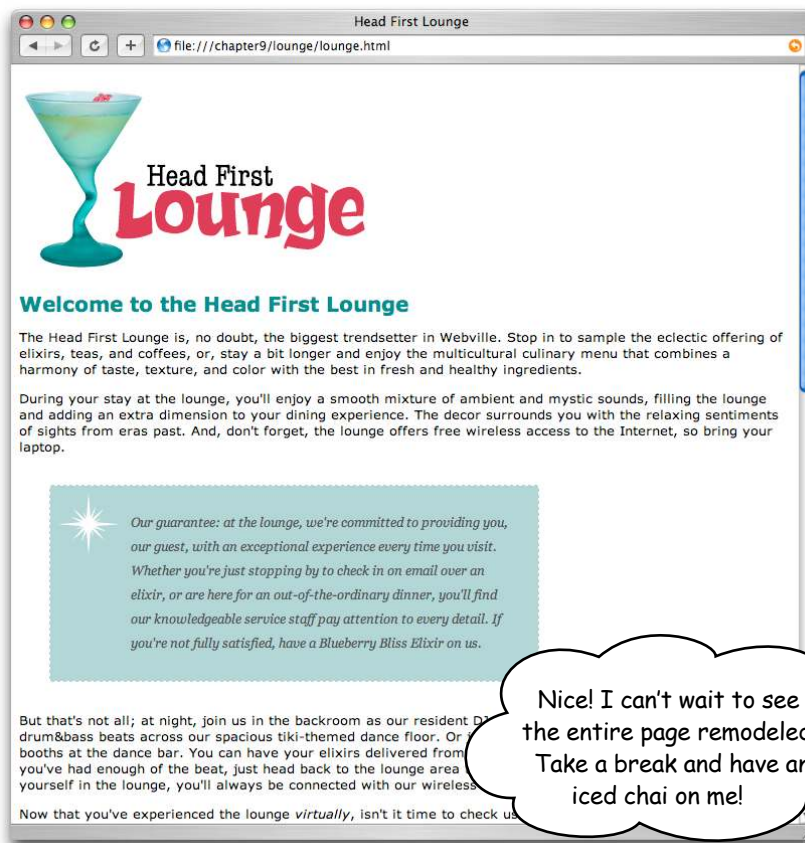 Head First Lounge
file:///chapter9/lounge/lounge.html
Head First
Lounge
Welcome to the Head First Lounge
The Head First Lounge is, no doubt, the biggest trendsetter in Webville. Stop in to sample the eclectic offering of
elixirs, teas, and coffees, or, stay a bit longer and enjoy the multicultural culinary menu that combines a
harmony of taste, texture, and color with the best in fresh and healthy ingredients.
During your stay at the lounge, you'll enjoy a smooth mixture of ambient and mystic sounds, filling the lounge
and adding an extra dimension to your dining experience. The decor surrounds you with the relaxing sentiments
of sights from eras past. And, don't forget, the lounge offers free wireless access to the Internet, so bring your
laptop.
Our guarantee: at the lounge, we're committed to providing you,
our guest, with an exceptional experience every time you visit.
Whether you're just stopping by to check in on email over an
elixir, or are here for an out-of-the-ordinary dinner, you'll find
our knowledgeable service staff pay attention to every detail. If
you're not fully satisfied, have a Blueberry Bliss Elixir on us.
But that's not all; at night, join us in the backroom as our resident
drum&bass beats across our spacious tiki-themed dance floor. Or
booths at the dance bar. You can have your elixirs delivered from
you've had enough of the beat, just head back to the lounge area
yourself in the lounge, you'll always be connected with our wireless
Now that you've experienced the lounge virtually, isn't it time to check us
Nice! I can't wait to see
the entire page remodeled
Take a break and have an
iced chai on me!